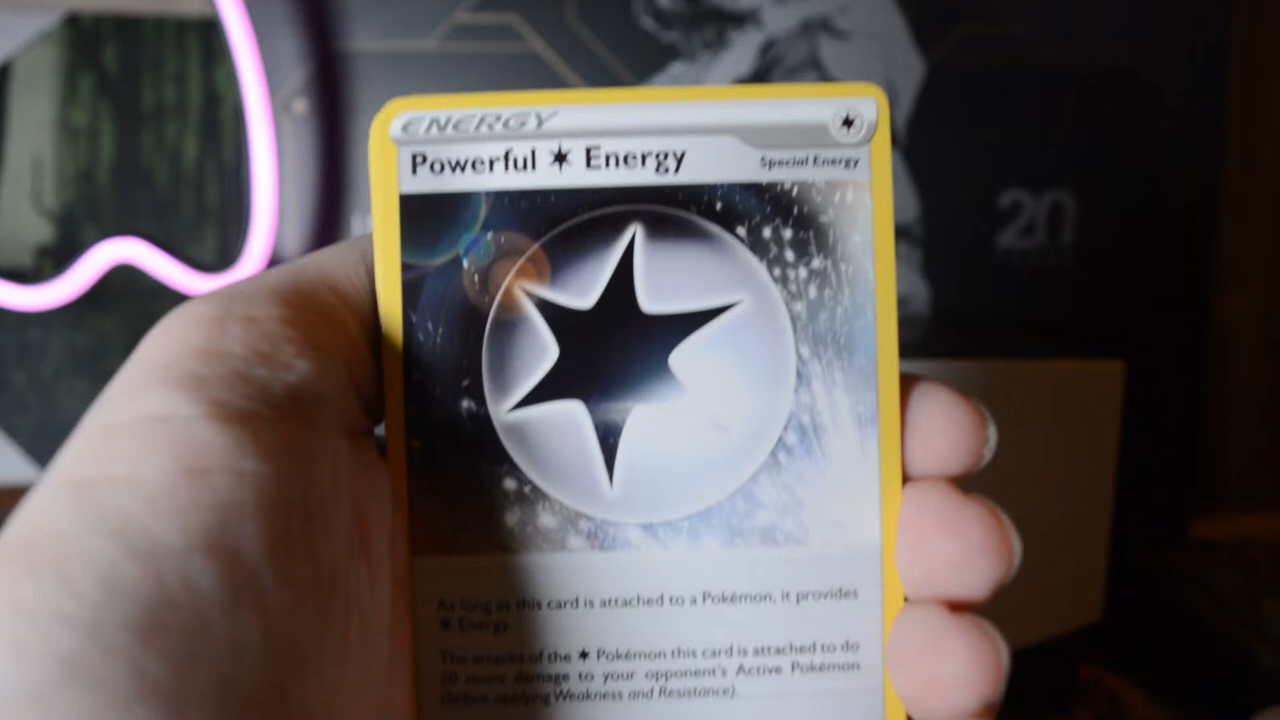 ENERGY
Powerful ✶ Energy
Special Energy
As long as this card is attached to a Pokémon, it provides
✶ Energy.
The attacks of the ✶ Pokémon this card is attached to do
20 more damage to your opponent's Active Pokémon
(before applying Weakness and Resistance).
20